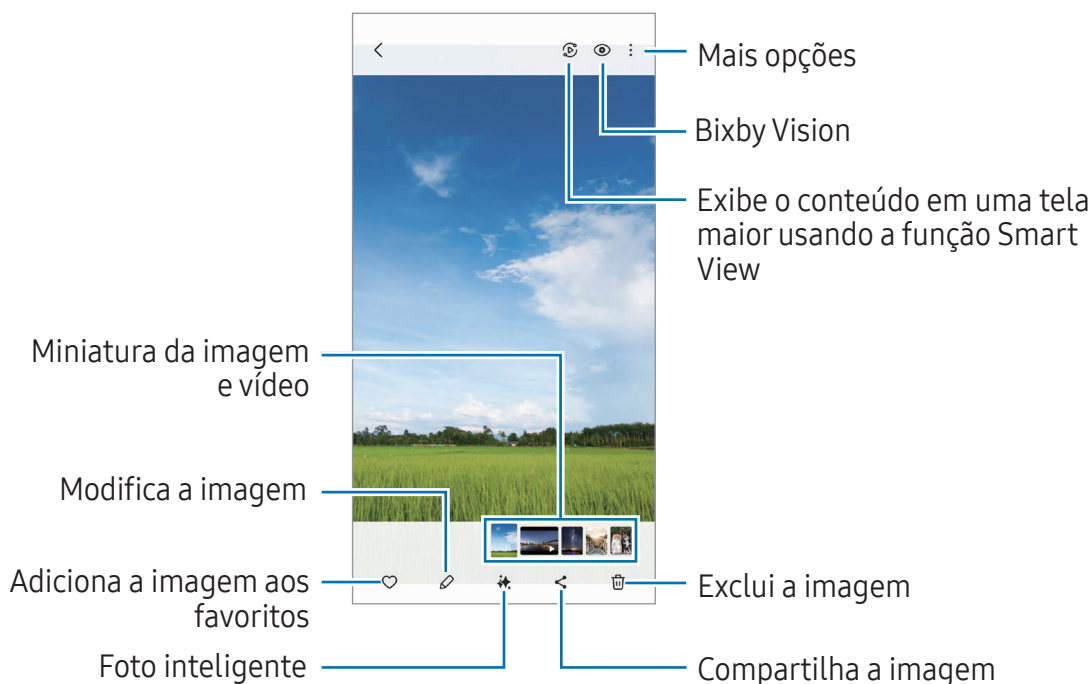 Mais opções
Bixby Vision
Exibe o conteúdo em uma tela
maior usando a função Smart
View
Miniatura da imagem
e vídeo
Modifica a imagem
Adiciona a imagem aos
favoritos
Exclui a imagem
Foto inteligente
Compartilha a imagem